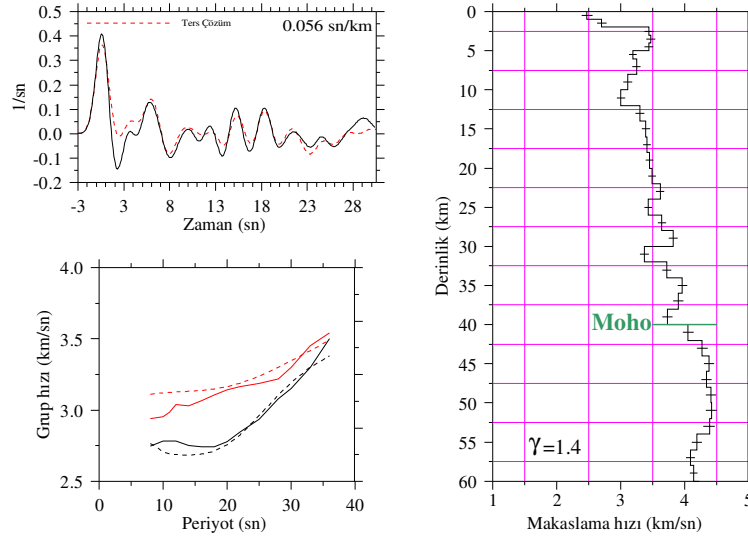 Ters Çözüm
0.056 sn/km
0.5
0.4
0.3
0.2
0.1
0.0
-0.1
-0.2
1/sn
-3 3 8 13 18 23 28
Zaman (sn)
4.0
3.5
3.0
2.5
Grup hızı (km/sn)
0 10 20 30 40
Periyot (sn)
0
5
10
15
20
25
30
35
40
45
50
55
60
Derinlik (km)
Moho
γ=1.4
1 2 3 4 5
Makaslama hızı (km/sn)